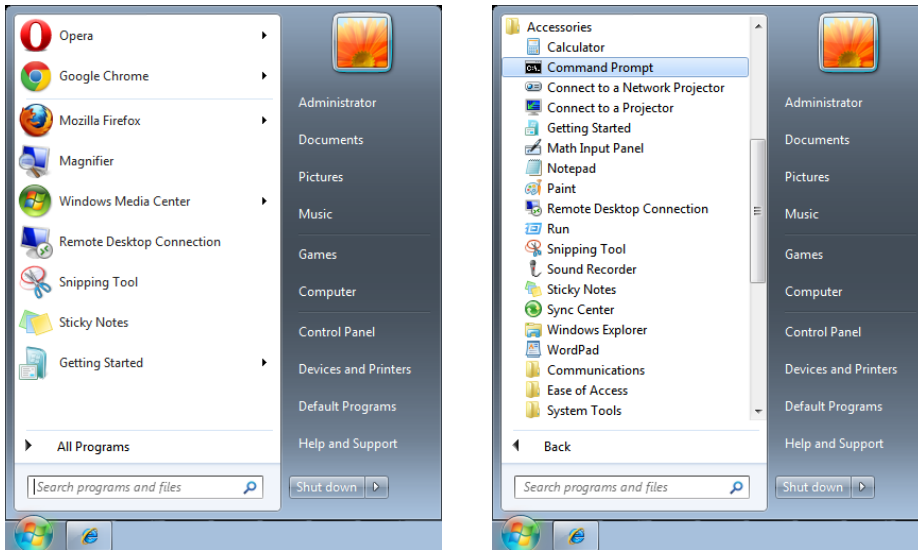 Opera
Google Chrome
Mozilla Firefox
Magnifier
Windows Media Center
Remote Desktop Connection
Snipping Tool
Sticky Notes
Getting Started
All Programs
Search programs and files
Administrator
Documents
Pictures
Music
Games
Computer
Control Panel
Devices and Printers
Default Programs
Help and Support
Shut down
Accessories
Calculator
C:\.
Command Prompt
Connect to a Network Projector
Connect to a Projector
Getting Started
Math Input Panel
Notepad
Paint
Remote Desktop Connection
Run
Snipping Tool
Sound Recorder
Sticky Notes
Sync Center
Windows Explorer
WordPad
Communications
Ease of Access
System Tools
Back
Search programs and files
Administrator
Documents
Pictures
Music
Games
Computer
Control Panel
Devices and Printers
Default Programs
Help and Support
Shut down